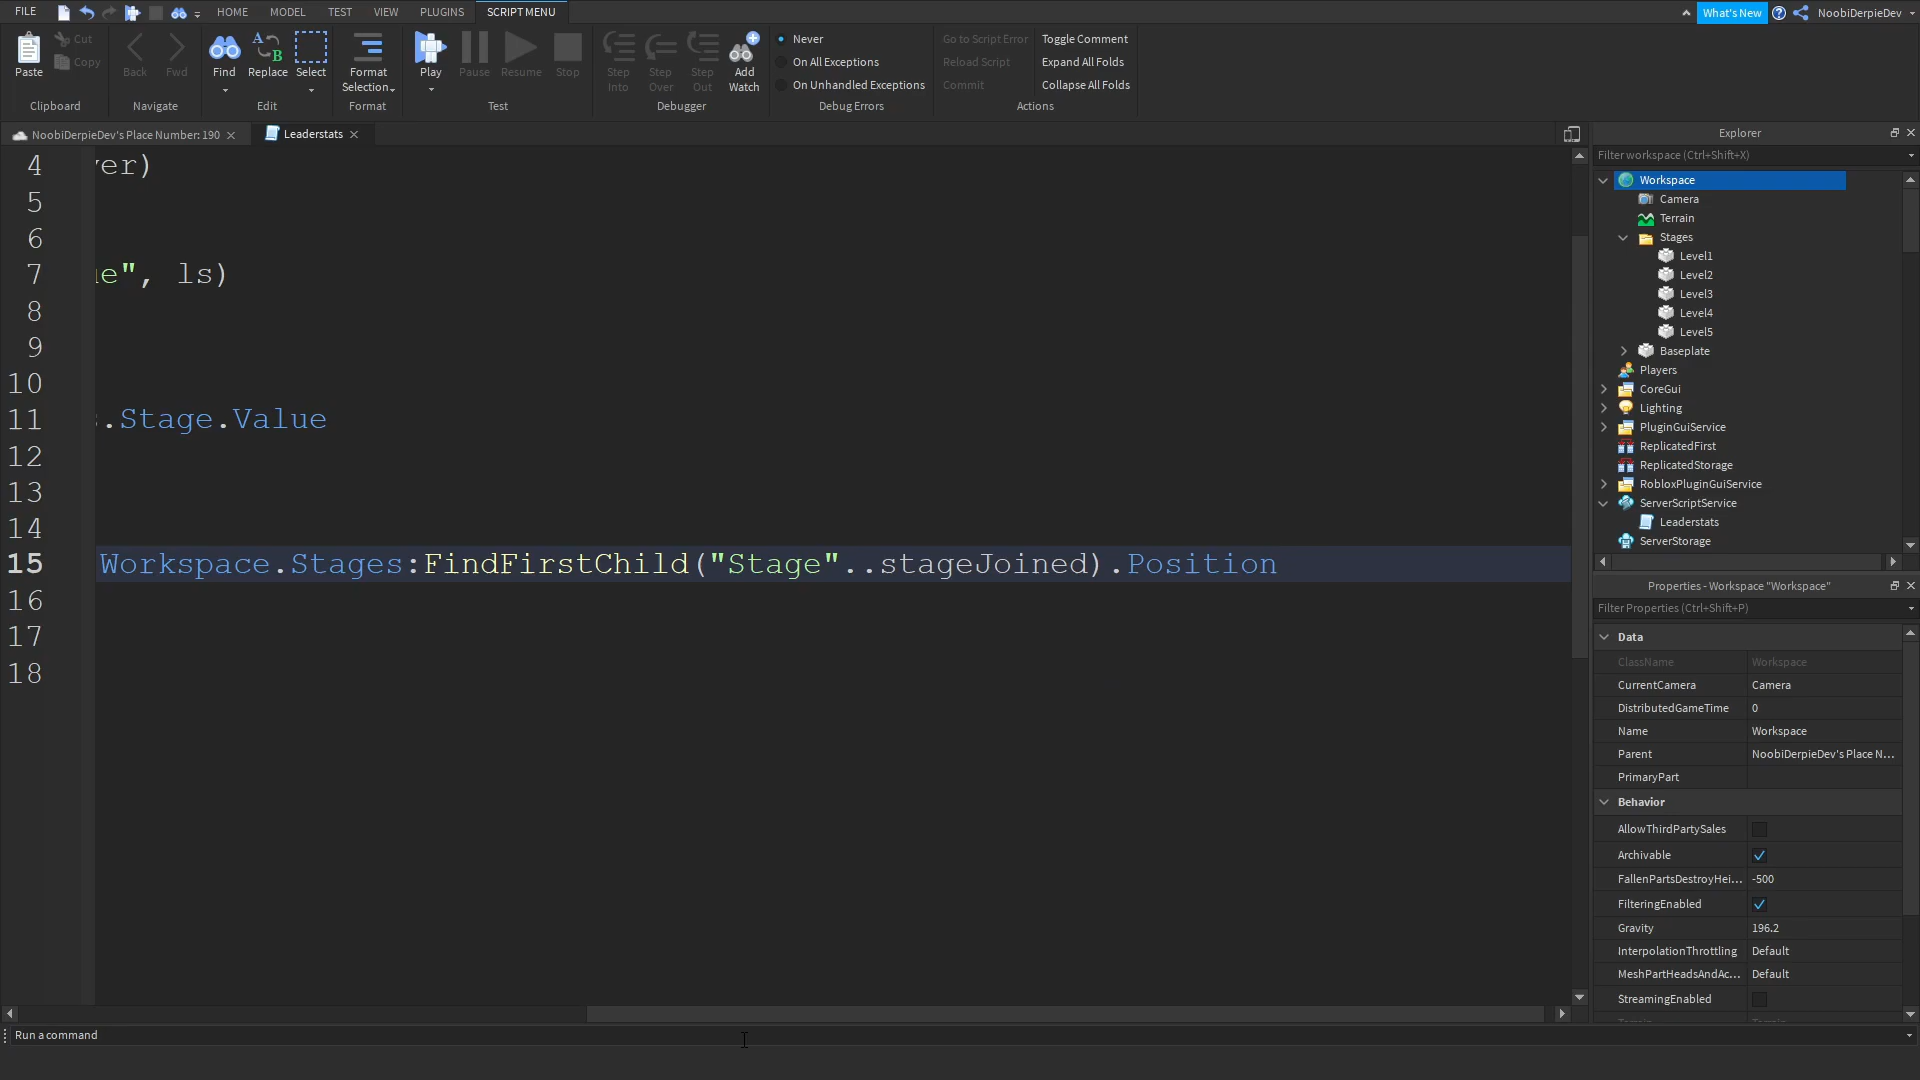 FILE HOME MODEL TEST VIEW PLUGINS SCRIPT MENU What's New NoobiDerpieDev
Paste Cut Copy
Clipboard
Back Fwd
Navigate
Find Replace Select
Edit
Format Selection
Format
Play Pause Resume Stop
Test
Step Into Step Over Step Out Add Watch
Debugger
Never
On All Exceptions
On Unhandled Exceptions
Debug Errors
Go to Script Error Toggle Comment
Reload Script Expand All Folds
Commit Collapse All Folds
Actions
NoobiDerpieDev's Place Number: 190 Leaderstats
4 er)
5
6
7 e", ls)
8
9
10
11 .Stage.Value
12
13
14
15 Workspace.Stages:FindFirstChild("Stage"..stageJoined).Position
16
17
18
Run a command
Explorer
Filter workspace (Ctrl+Shift+X)
Workspace
Camera
Terrain
Stages
Level1
Level2
Level3
Level4
Level5
Baseplate
Players
CoreGui
Lighting
PluginGuiService
ReplicatedFirst
ReplicatedStorage
RobloxPluginGuiService
ServerScriptService
Leaderstats
ServerStorage
Properties - Workspace "Workspace"
Filter Properties (Ctrl+Shift+P)
Data
ClassName Workspace
CurrentCamera Camera
DistributedGameTime 0
Name Workspace
Parent NoobiDerpieDev's Place N...
PrimaryPart
Behavior
AllowThirdPartySales
Archivable
FallenPartsDestroyHei... -500
FilteringEnabled
Gravity 196.2
InterpolationThrottling Default
MeshPartHeadsAndAc... Default
StreamingEnabled